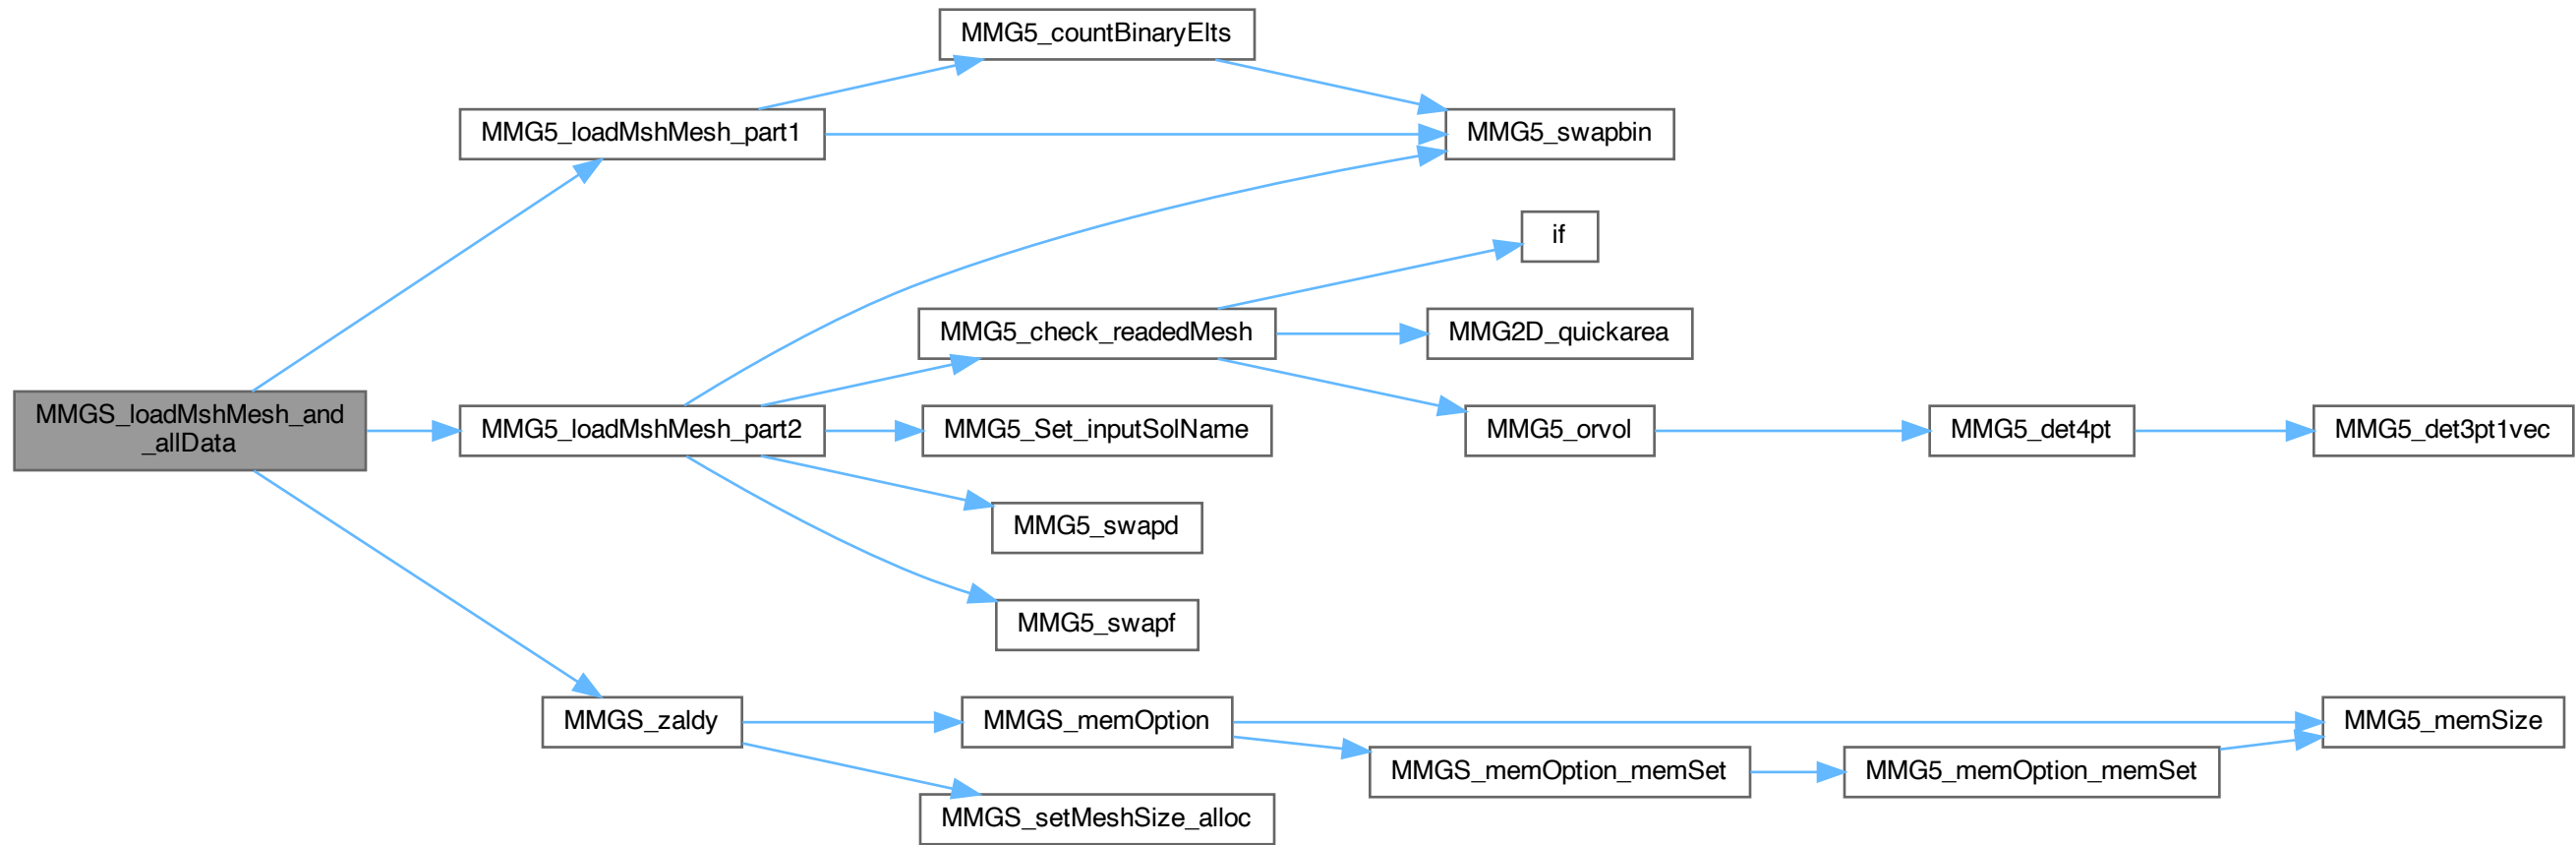 MMG5_countBinaryElts
MMG5_loadMshMesh_part1
MMG5_swapbin
if
MMG5_check_readedMesh
MMG2D_quickarea
MMGS_loadMshMesh_and
_allData
MMG5_loadMshMesh_part2
MMG5_Set_inputSolName
MMG5_orvol
MMG5_det4pt
MMG5_det3pt1vec
MMG5_swapd
MMG5_swapf
MMGS_zaldy
MMGS_memOption
MMG5_memSize
MMGS_memOption_memSet
MMG5_memOption_memSet
MMGS_setMeshSize_alloc